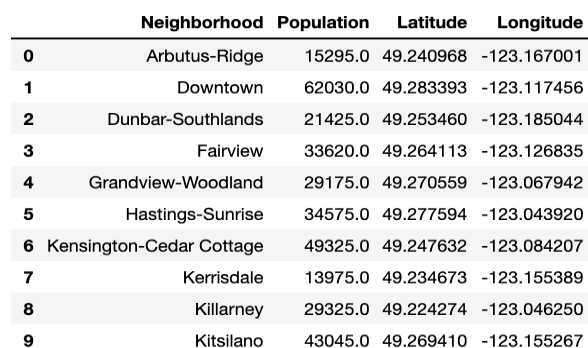 Neighborhood Population Latitude Longitude
0 Arbutus-Ridge 15295.0 49.240968 -123.167001
1 Downtown 62030.0 49.283393 -123.117456
2 Dunbar-Southlands 21425.0 49.253460 -123.185044
3 Fairview 33620.0 49.264113 -123.126835
4 Grandview-Woodland 29175.0 49.270559 -123.067942
5 Hastings-Sunrise 34575.0 49.277594 -123.043920
6 Kensington-Cedar Cottage 49325.0 49.247632 -123.084207
7 Kerrisdale 13975.0 49.234673 -123.155389
8 Killarney 29325.0 49.224274 -123.046250
9 Kitsilano 43045.0 49.269410 -123.155267